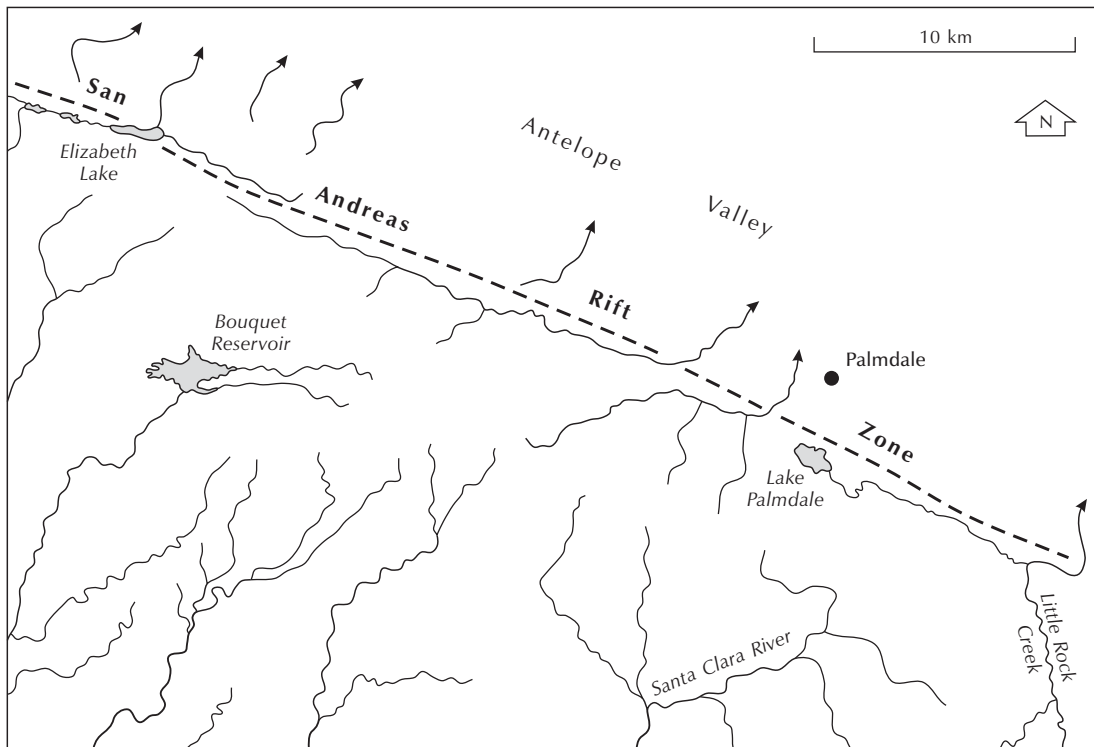 10 km
N
San
Elizabeth
Lake
Antelope
Valley
Andreas
Rift
Bouquet
Reservoir
Palmdale
Zone
Lake
Palmdale
Little Rock
Creek
Santa Clara River